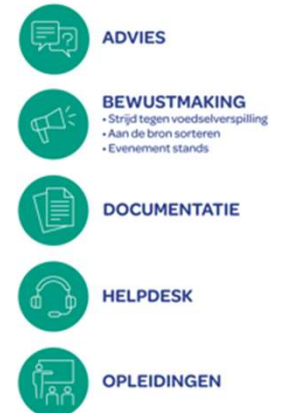 ADVIES
BEWUSTMAKING
• Strijd tegen voedselverspilling
• Aan de bron sorteren
• Evenement stands
DOCUMENTATIE
HELPDESK
OPLEIDINGEN